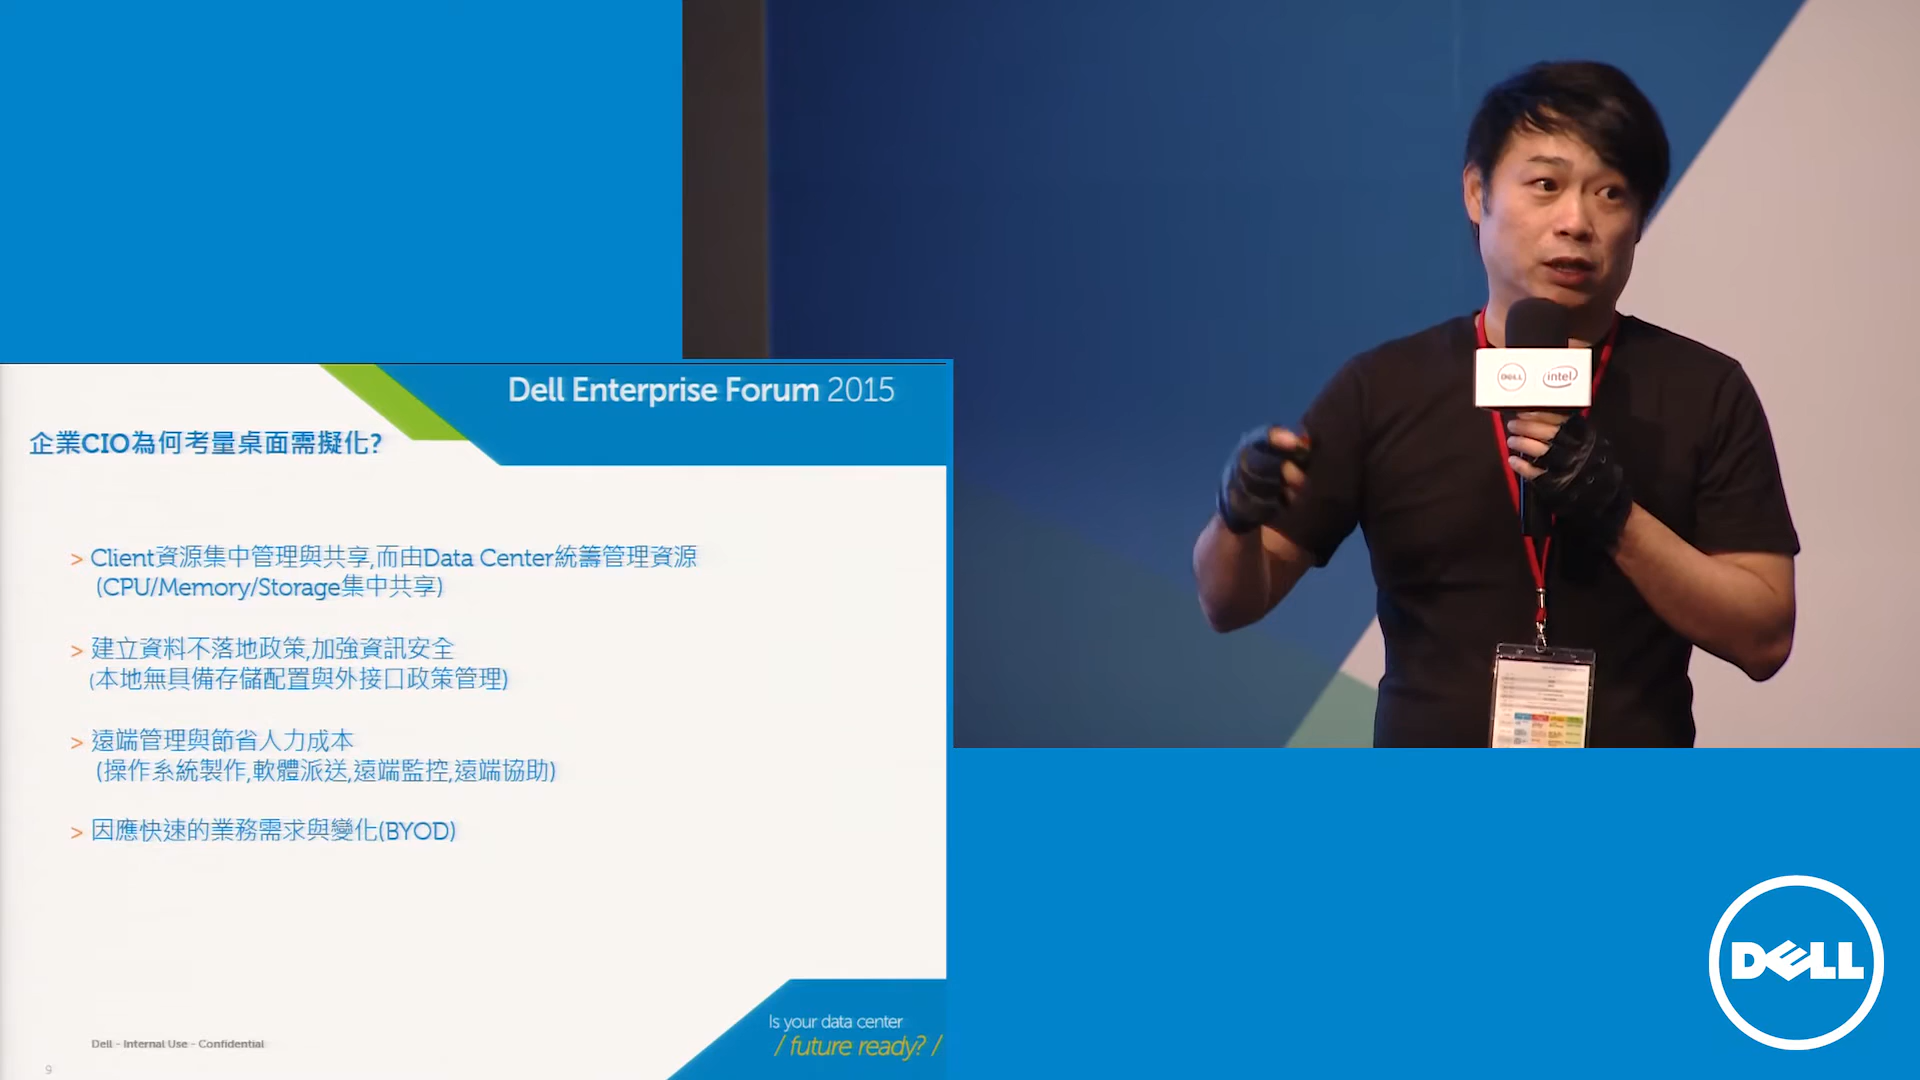 Dell Enterprise Forum 2015
企業CIO為何考量桌面需擬化?
> Client資源集中管理與共享,而由Data Center統籌管理資源
(CPU/Memory/Storage集中共享)
> 建立資料不落地政策,加強資訊安全
(本地無具備存儲配置與外接口政策管理)
> 遠端管理與節省人力成本
(操作系統製作,軟體派送,遠端監控,遠端協助)
> 因應快速的業務需求與變化(BYOD)
Is your data center
/ future ready? /
Dell - Internal Use - Confidential
9
DELL intel
DELL